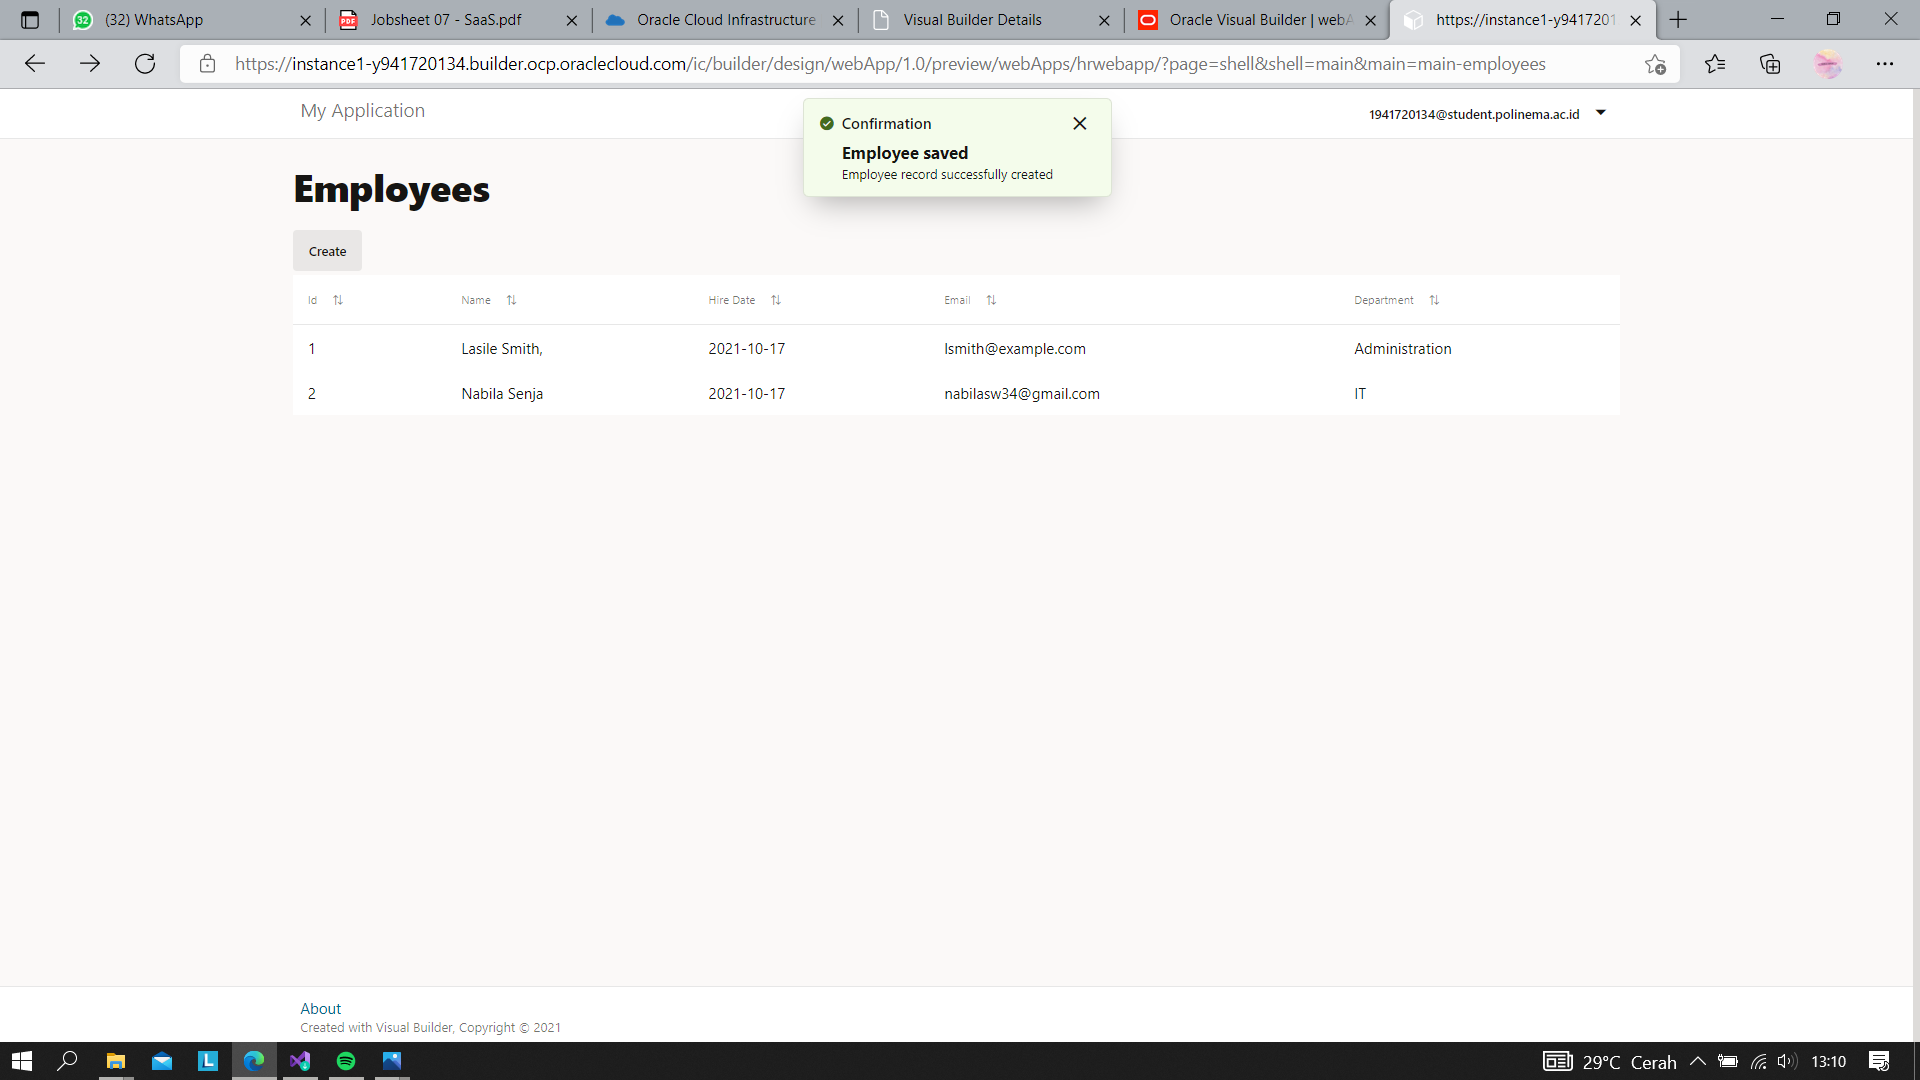 (32) WhatsApp
Jobsheet 07 - SaaS.pdf
Oracle Cloud Infrastructure
Visual Builder Details
Oracle Visual Builder | webA
https://instance1-y9417201
https://instance1-y941720134.builder.ocp.oraclecloud.com/ic/builder/design/webApp/1.0/preview/webApps/hrwebapp/?page=shell&shell=main&main=main-employees
My Application
1941720134@student.polinema.ac.id
Confirmation
Employee saved
Employee record successfully created
Employees
Create
Id Name Hire Date Email Department
1 Lasile Smith, 2021-10-17 lsmith@example.com Administration
2 Nabila Senja 2021-10-17 nabilasw34@gmail.com IT
About
Created with Visual Builder, Copyright © 2021
29°C Cerah 13:10